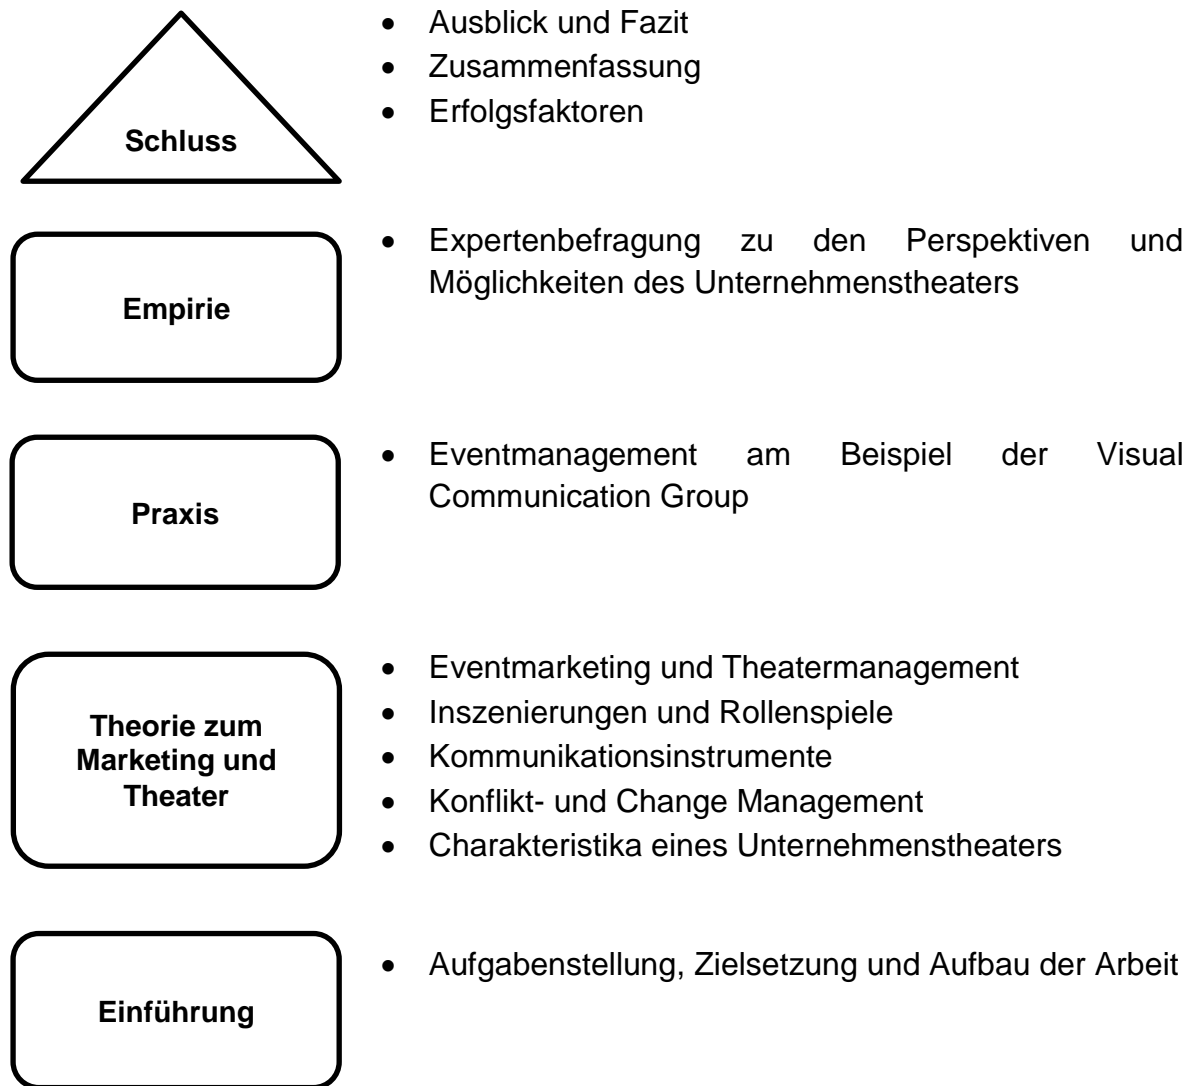 Schluss
• Ausblick und Fazit
• Zusammenfassung
• Erfolgsfaktoren
Empirie
• Expertenbefragung zu den Perspektiven und
Möglichkeiten des Unternehmenstheaters
Praxis
• Eventmanagement am Beispiel der Visual
Communication Group
Theorie zum
Marketing und
Theater
• Eventmarketing und Theatermanagement
• Inszenierungen und Rollenspiele
• Kommunikationsinstrumente
• Konflikt- und Change Management
• Charakteristika eines Unternehmenstheaters
Einführung
• Aufgabenstellung, Zielsetzung und Aufbau der Arbeit